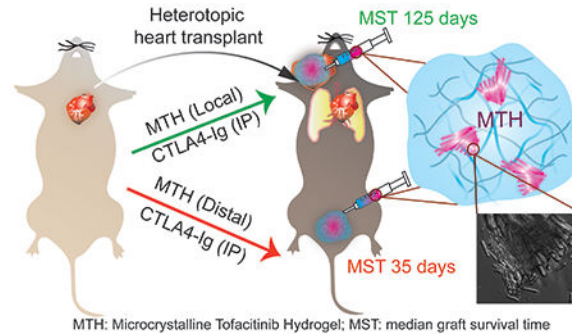 Heterotopic
heart transplant
MST 125 days
MTH (Local)
CTLA4-Ig (IP)
MTH
MTH (Distal)
CTLA4-Ig (IP)
MST 35 days
MTH: Microcrystalline Tofacitinib Hydrogel; MST: median graft survival time